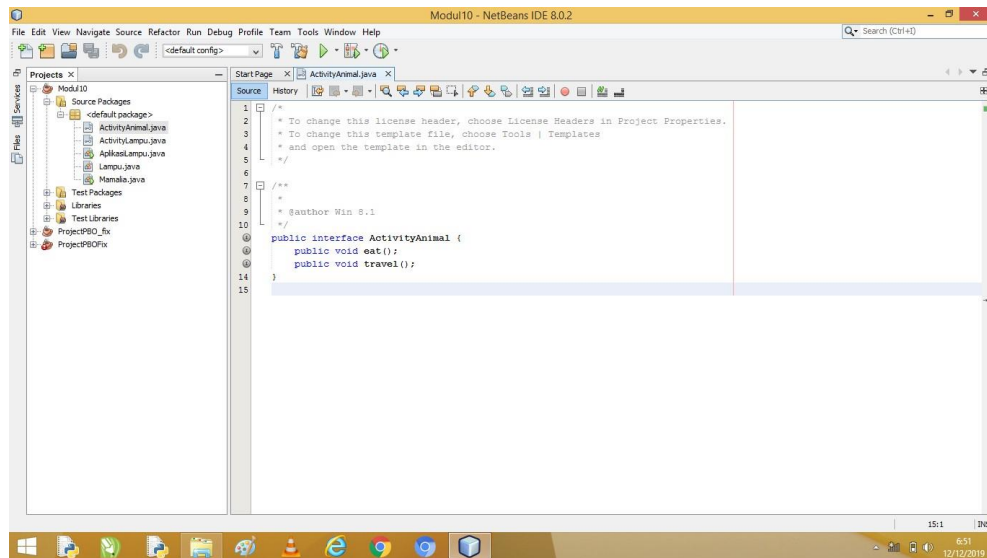 Modul10 - NetBeans IDE 8.0.2
File Edit View Navigate Source Refactor Run Debug Profile Team Tools Window Help
Search (Ctrl+I)
<default config>
Projects
Services
Files
Modul10
Source Packages
<default package>
ActivityAnimal.java
ActivityLampu.java
AplikasiLampu.java
Lampu.java
Mamalia.java
Test Packages
Libraries
Test Libraries
ProjectPBO_fix
ProjectPBOFix
Start Page ActivityAnimal.java
Source History
1 /*
2 * To change this license header, choose License Headers in Project Properties.
3 * To change this template file, choose Tools | Templates
4 * and open the template in the editor.
5 */
6
7 /**
8 *
9 * @author Win 8.1
10 */
public interface ActivityAnimal {
public void eat();
public void travel();
14 }
15
15:1 INS
6:51
12/12/2019